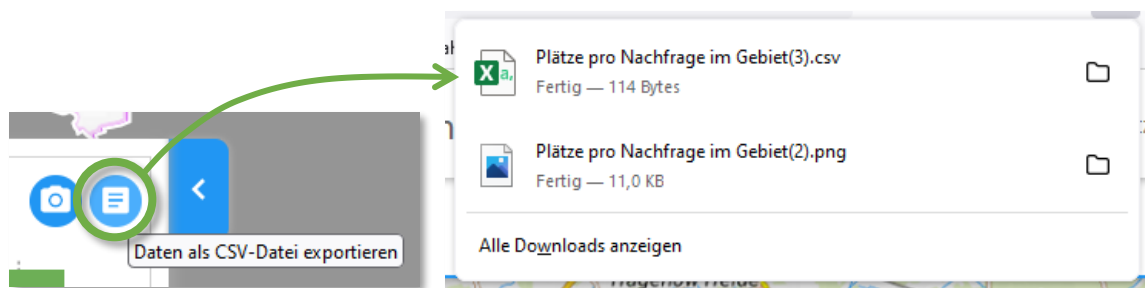 Plätze pro Nachfrage im Gebiet(3).csv
Fertig — 114 Bytes
Plätze pro Nachfrage im Gebiet(2).png
Fertig — 11,0 KB
Alle Downloads anzeigen
Daten als CSV-Datei exportieren